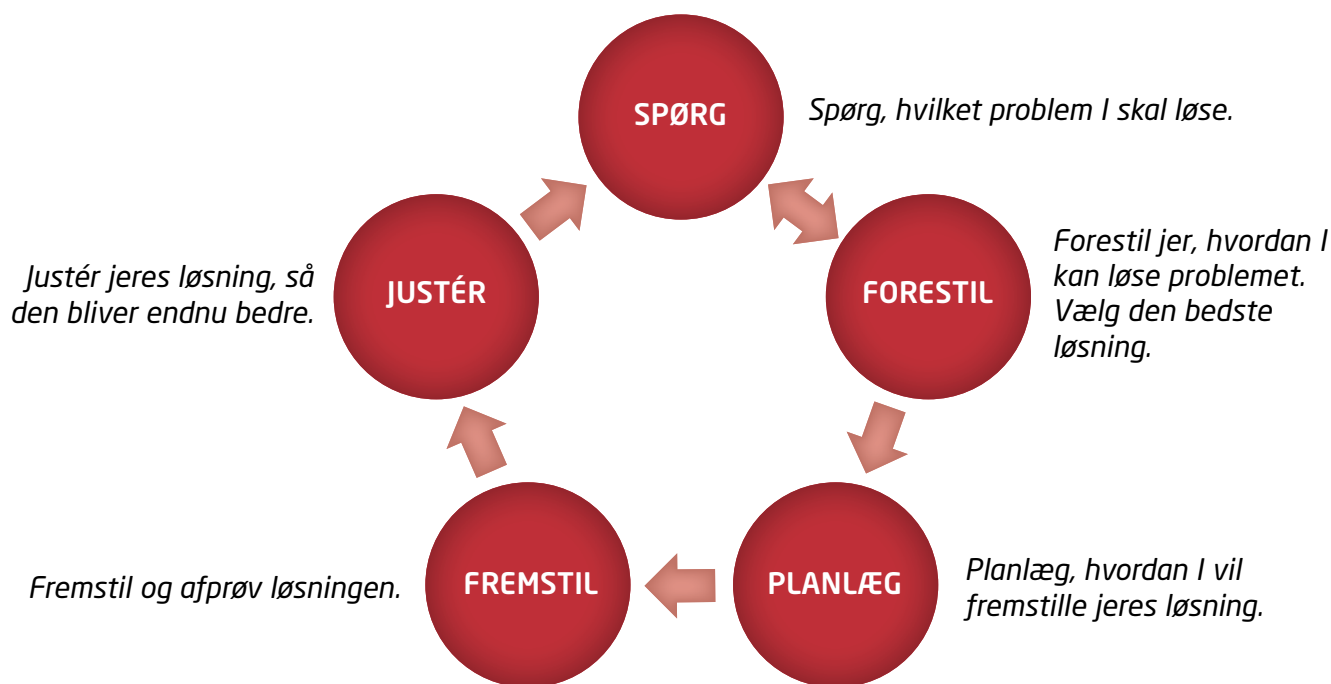 SPØRG
Spørg, hvilket problem I skal løse.
FORESTIL
Forestil jer, hvordan I
kan løse problemet.
Vælg den bedste
løsning.
PLANLÆG
Planlæg, hvordan I vil
fremstille jeres løsning.
FREMSTIL
Fremstil og afprøv løsningen.
JUSTÉR
Justér jeres løsning, så
den bliver endnu bedre.